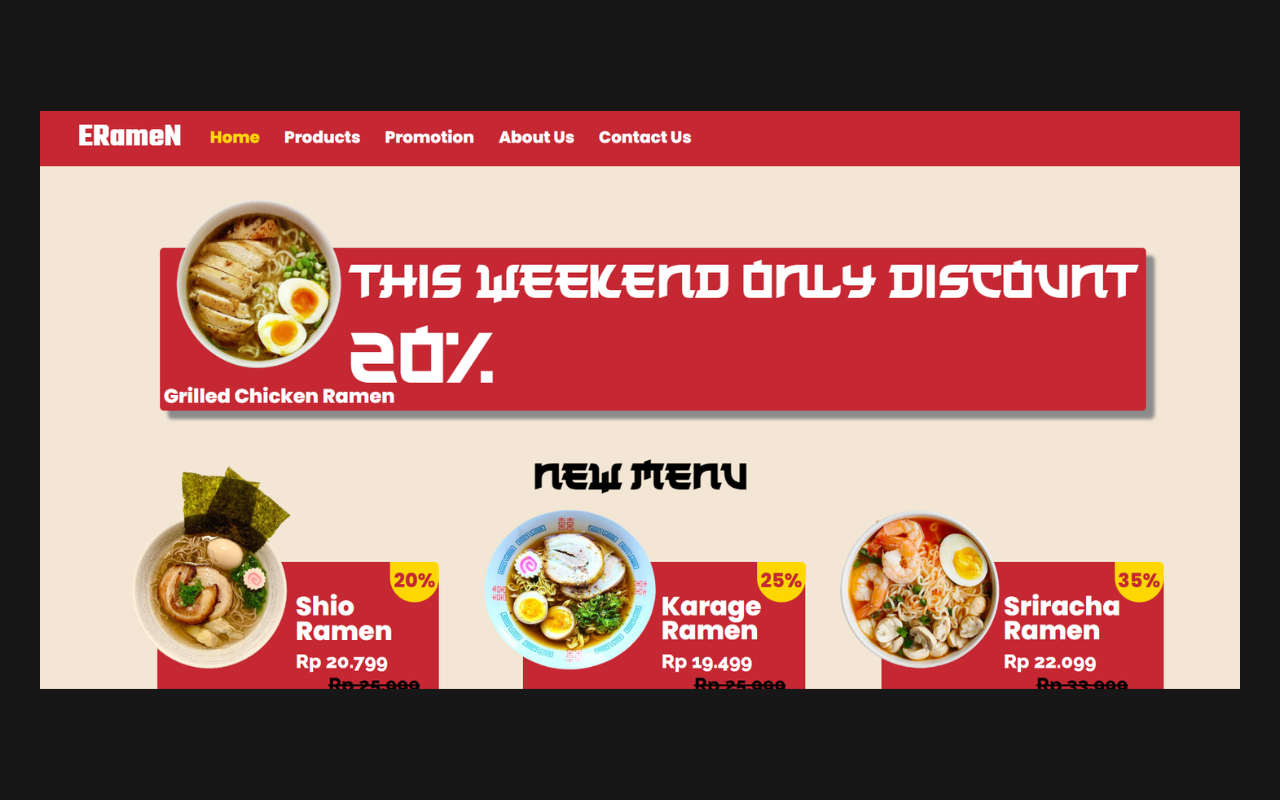 ERameN
Home Products Promotion About Us Contact Us
THIS WEEKEND ONLY DISCOUNT
20%
Grilled Chicken Ramen
NEW MENU
20%
Shio
Ramen
Rp 20.799
Rp 25.999
25%
Karage
Ramen
Rp 19.499
Rp 25.999
35%
Sriracha
Ramen
Rp 22.099
Rp 33.999